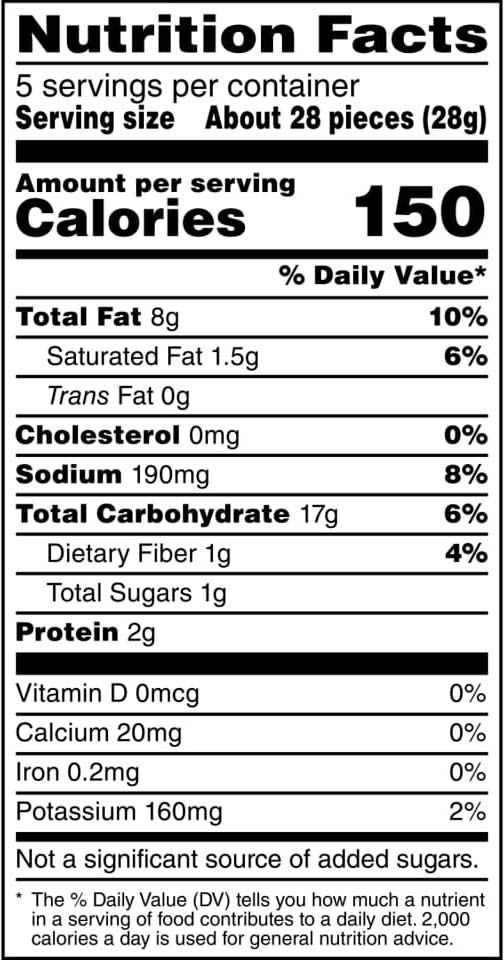 Nutrition Facts
5 servings per container
Serving size About 28 pieces (28g)
Amount per serving
Calories 150
% Daily Value*
Total Fat 8g 10%
Saturated Fat 1.5g 6%
Trans Fat 0g
Cholesterol 0mg 0%
Sodium 190mg 8%
Total Carbohydrate 17g 6%
Dietary Fiber 1g 4%
Total Sugars 1g
Protein 2g
Vitamin D 0mcg 0%
Calcium 20mg 0%
Iron 0.2mg 0%
Potassium 160mg 2%
Not a significant source of added sugars.
* The % Daily Value (DV) tells you how much a nutrient
in a serving of food contributes to a daily diet. 2,000
calories a day is used for general nutrition advice.